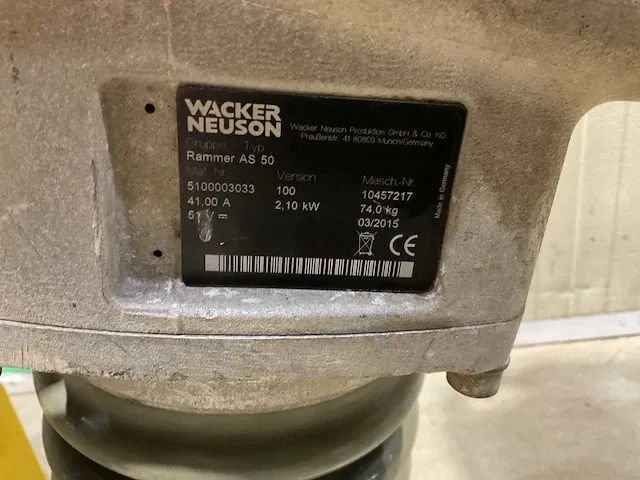 WACKER
NEUSON
Wacker Neuson Produktion GmbH & Co. KG
Preußenstr. 41 80809 Munich/Germany
Gruppe Typ
Rammer AS 50
Mat. Nr. Version Masch.-Nr.
5100003033 100 10457217
41,00 A 2,10 kW 74,0 kg
03/2015
CE
Made in Germany